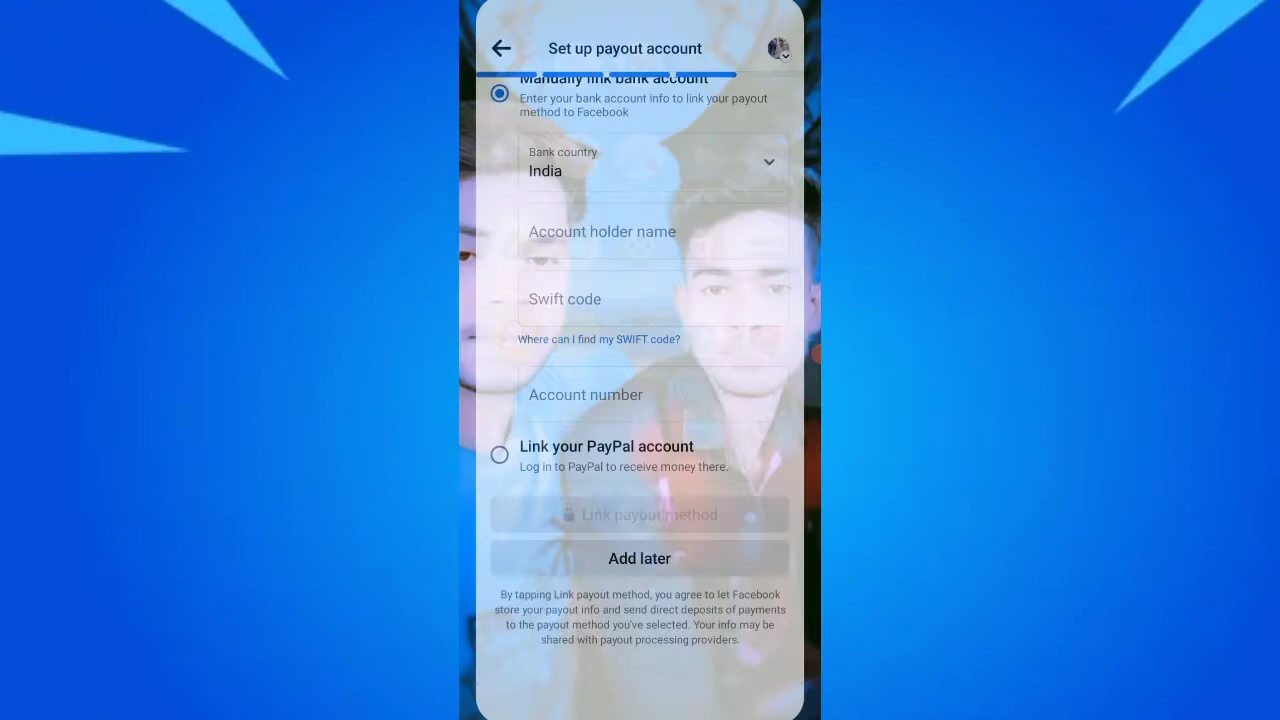 Set up payout account
Manually link bank account
Enter your bank account info to link your payout
method to Facebook
Bank country
India
Account holder name
Swift code
Where can I find my SWIFT code?
Account number
Link your PayPal account
Log in to PayPal to receive money there.
Link payout method
Add later
By tapping Link payout method, you agree to let Facebook
store your payout info and send direct deposits of payments
to the payout method you've selected. Your info may be
shared with payout processing providers.